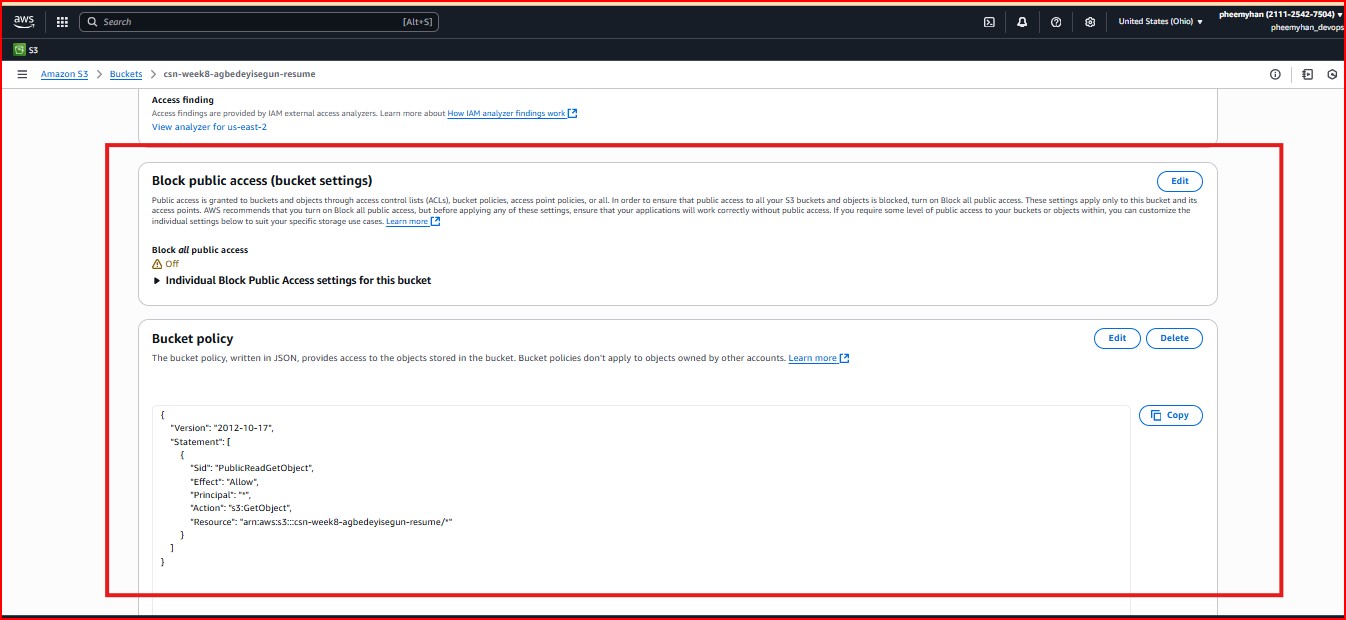 aws
Search
[Alt+S]
United States (Ohio)
pheemyhan (2111-2542-7504)
pheemyhan_devops
S3
Amazon S3
Buckets
csn-week8-agbedeyisegun-resume
Access finding
Access findings are provided by IAM external access analyzers. Learn more about How IAM analyzer findings work
View analyzer for us-east-2
Block public access (bucket settings)
Edit
Public access is granted to buckets and objects through access control lists (ACLs), bucket policies, access point policies, or all. In order to ensure that public access to all your S3 buckets and objects is blocked, turn on Block all public access. These settings apply only to this bucket and its
access points. AWS recommends that you turn on Block all public access, but before applying any of these settings, ensure that your applications will work correctly without public access. If you require some level of public access to your buckets or objects within, you can customize the
individual settings below to suit your specific storage use cases. Learn more
Block all public access
Off
Individual Block Public Access settings for this bucket
Bucket policy
Edit
Delete
The bucket policy, written in JSON, provides access to the objects stored in the bucket. Bucket policies don't apply to objects owned by other accounts. Learn more
Copy
{
"Version": "2012-10-17",
"Statement": [
{
"Sid": "PublicReadGetObject",
"Effect": "Allow",
"Principal": "*",
"Action": "s3:GetObject",
"Resource": "arn:aws:s3:::csn-week8-agbedeyisegun-resume/*"
}
]
}